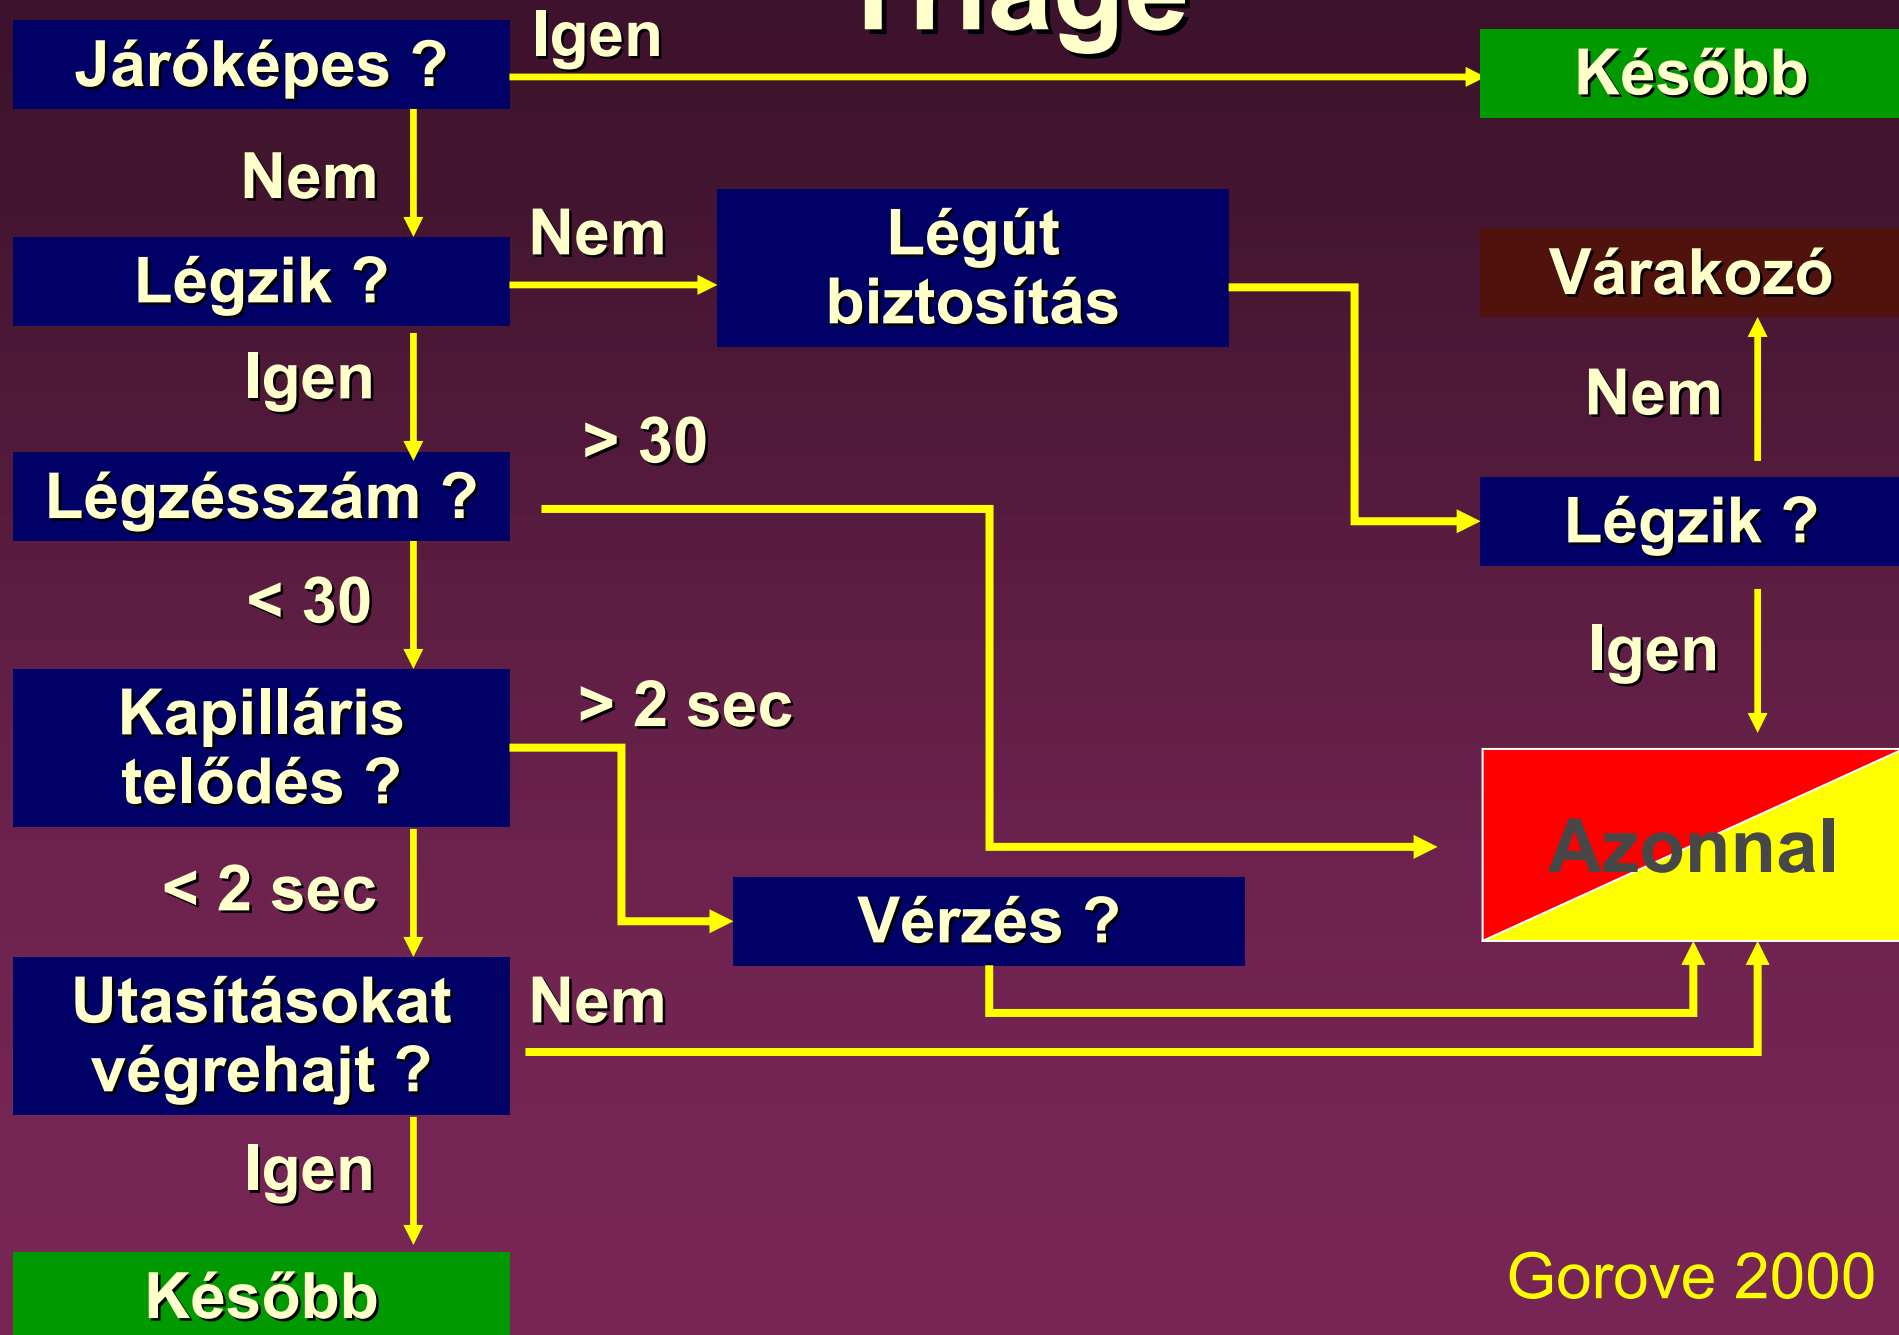 Triage
Járóképes ?
Igen
Később
Nem
Légzik ?
Nem
Légút
biztosítás
Várakozó
Igen
Nem
> 30
Légzésszám ?
Légzik ?
< 30
Igen
Kapilláris
telődés ?
> 2 sec
Azonnal
< 2 sec
Vérzés ?
Utasításokat
végrehajt ?
Nem
Igen
Később
Gorove 2000